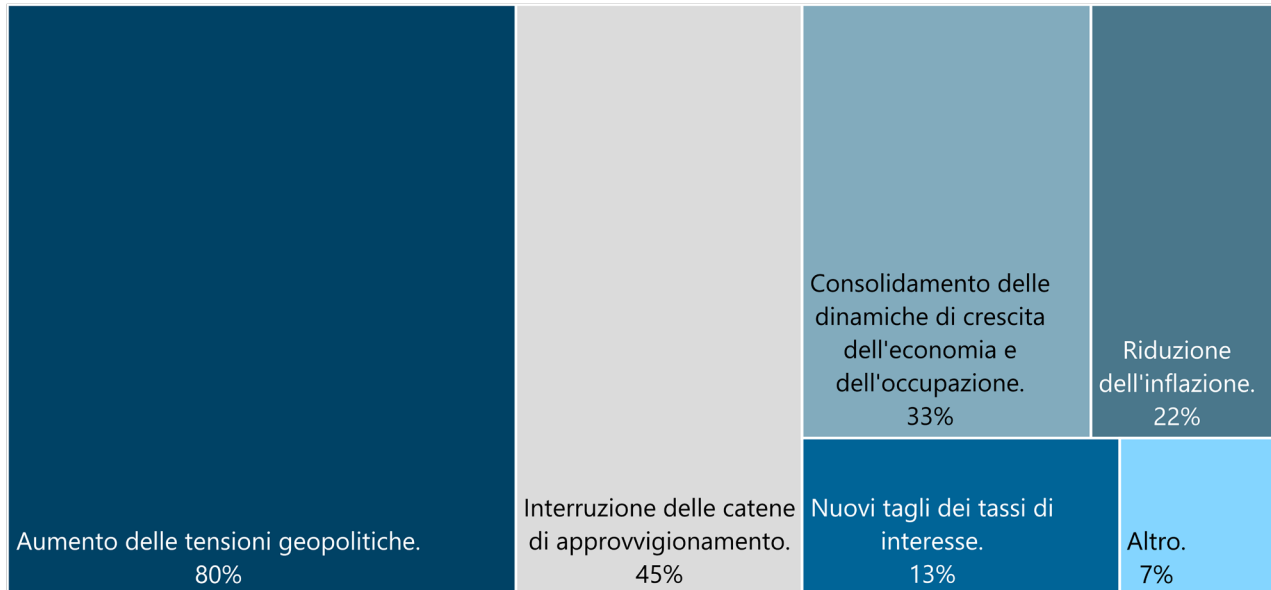 Aumento delle tensioni geopolitiche.
80%
Interruzione delle catene
di approvvigionamento.
45%
Consolidamento delle
dinamiche di crescita
dell'economia e
dell'occupazione.
33%
Riduzione
dell'inflazione.
22%
Nuovi tagli dei tassi di
interesse.
13%
Altro.
7%